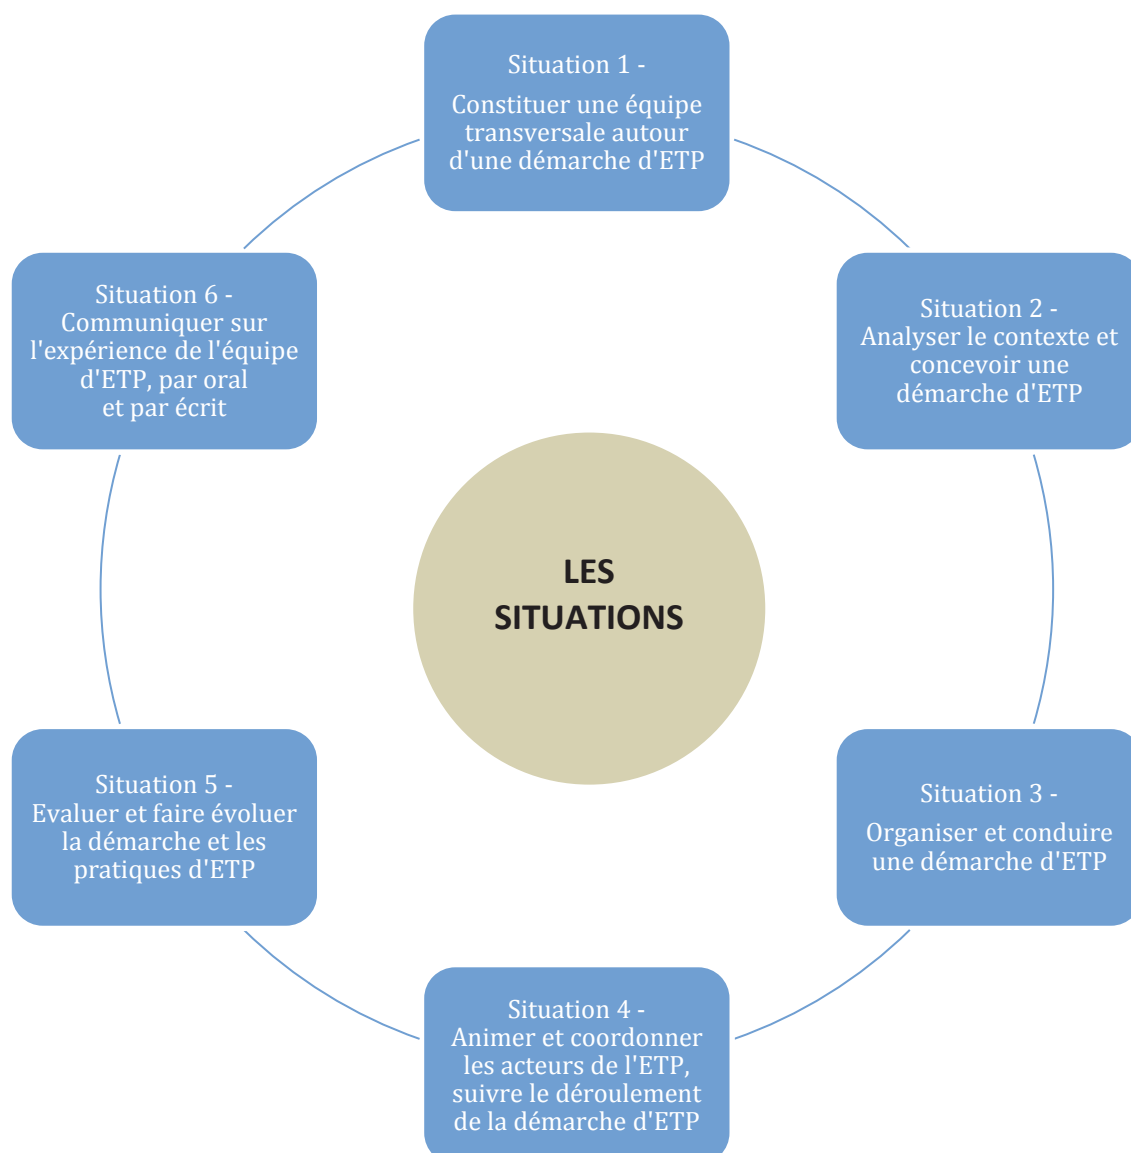 Situation 1 -
Constituer une équipe
transversale autour
d'une démarche d'ETP
Situation 2 -
Analyser le contexte et
concevoir une
démarche d'ETP
Situation 3 -
Organiser et conduire
une démarche d'ETP
Situation 4 -
Animer et coordonner
les acteurs de l'ETP,
suivre le déroulement
de la démarche d'ETP
Situation 5 -
Evaluer et faire évoluer
la démarche et les
pratiques d'ETP
Situation 6 -
Communiquer sur
l'expérience de l'équipe
d'ETP, par oral
et par écrit
LES
SITUATIONS